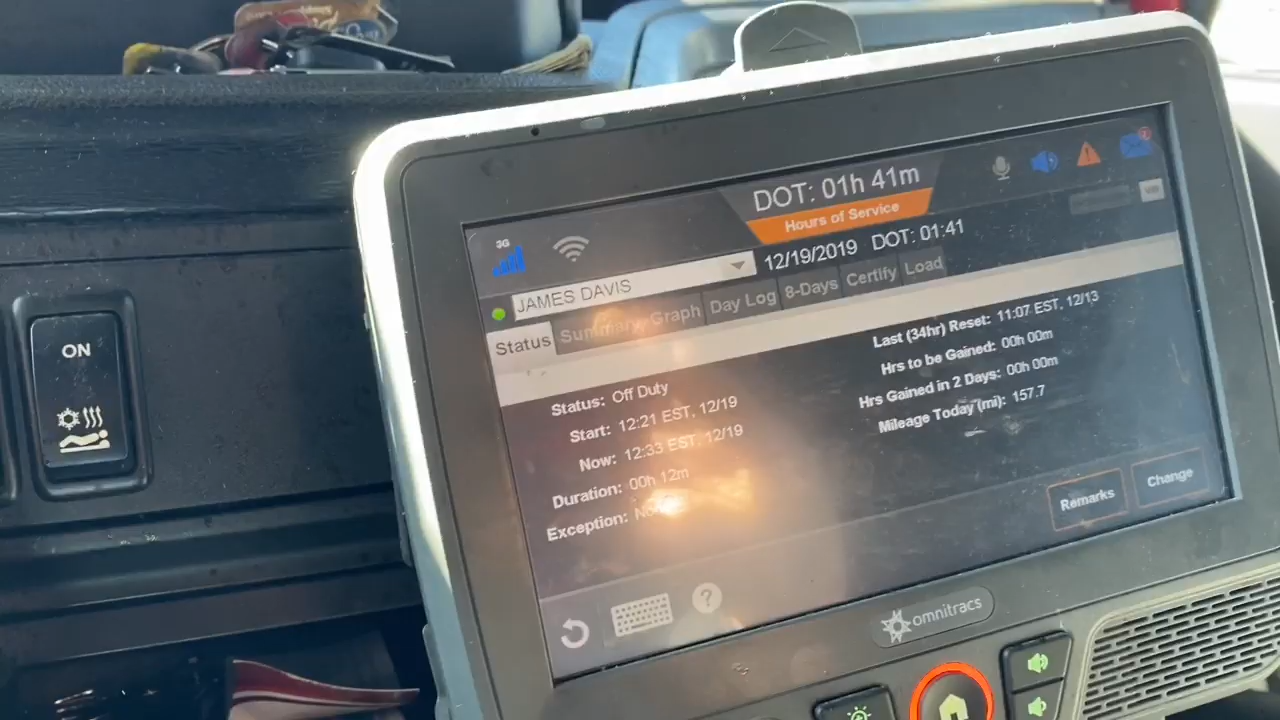 ON
DOT: 01h 41m
Hours of Service
3G
JAMES DAVIS
12/19/2019 DOT: 01:41
Status Summary Graph Day Log 8-Days Certify Load
Status: Off Duty
Start: 12:21 EST, 12/19
Now: 12:33 EST, 12/19
Duration: 00h 12m
Exception:
Last (34hr) Reset: 11:07 EST, 12/13
Hrs to be Gained: 00h 00m
Hrs Gained in 2 Days: 00h 00m
Mileage Today (mi): 157.7
Remarks
Change
?
omnitracs